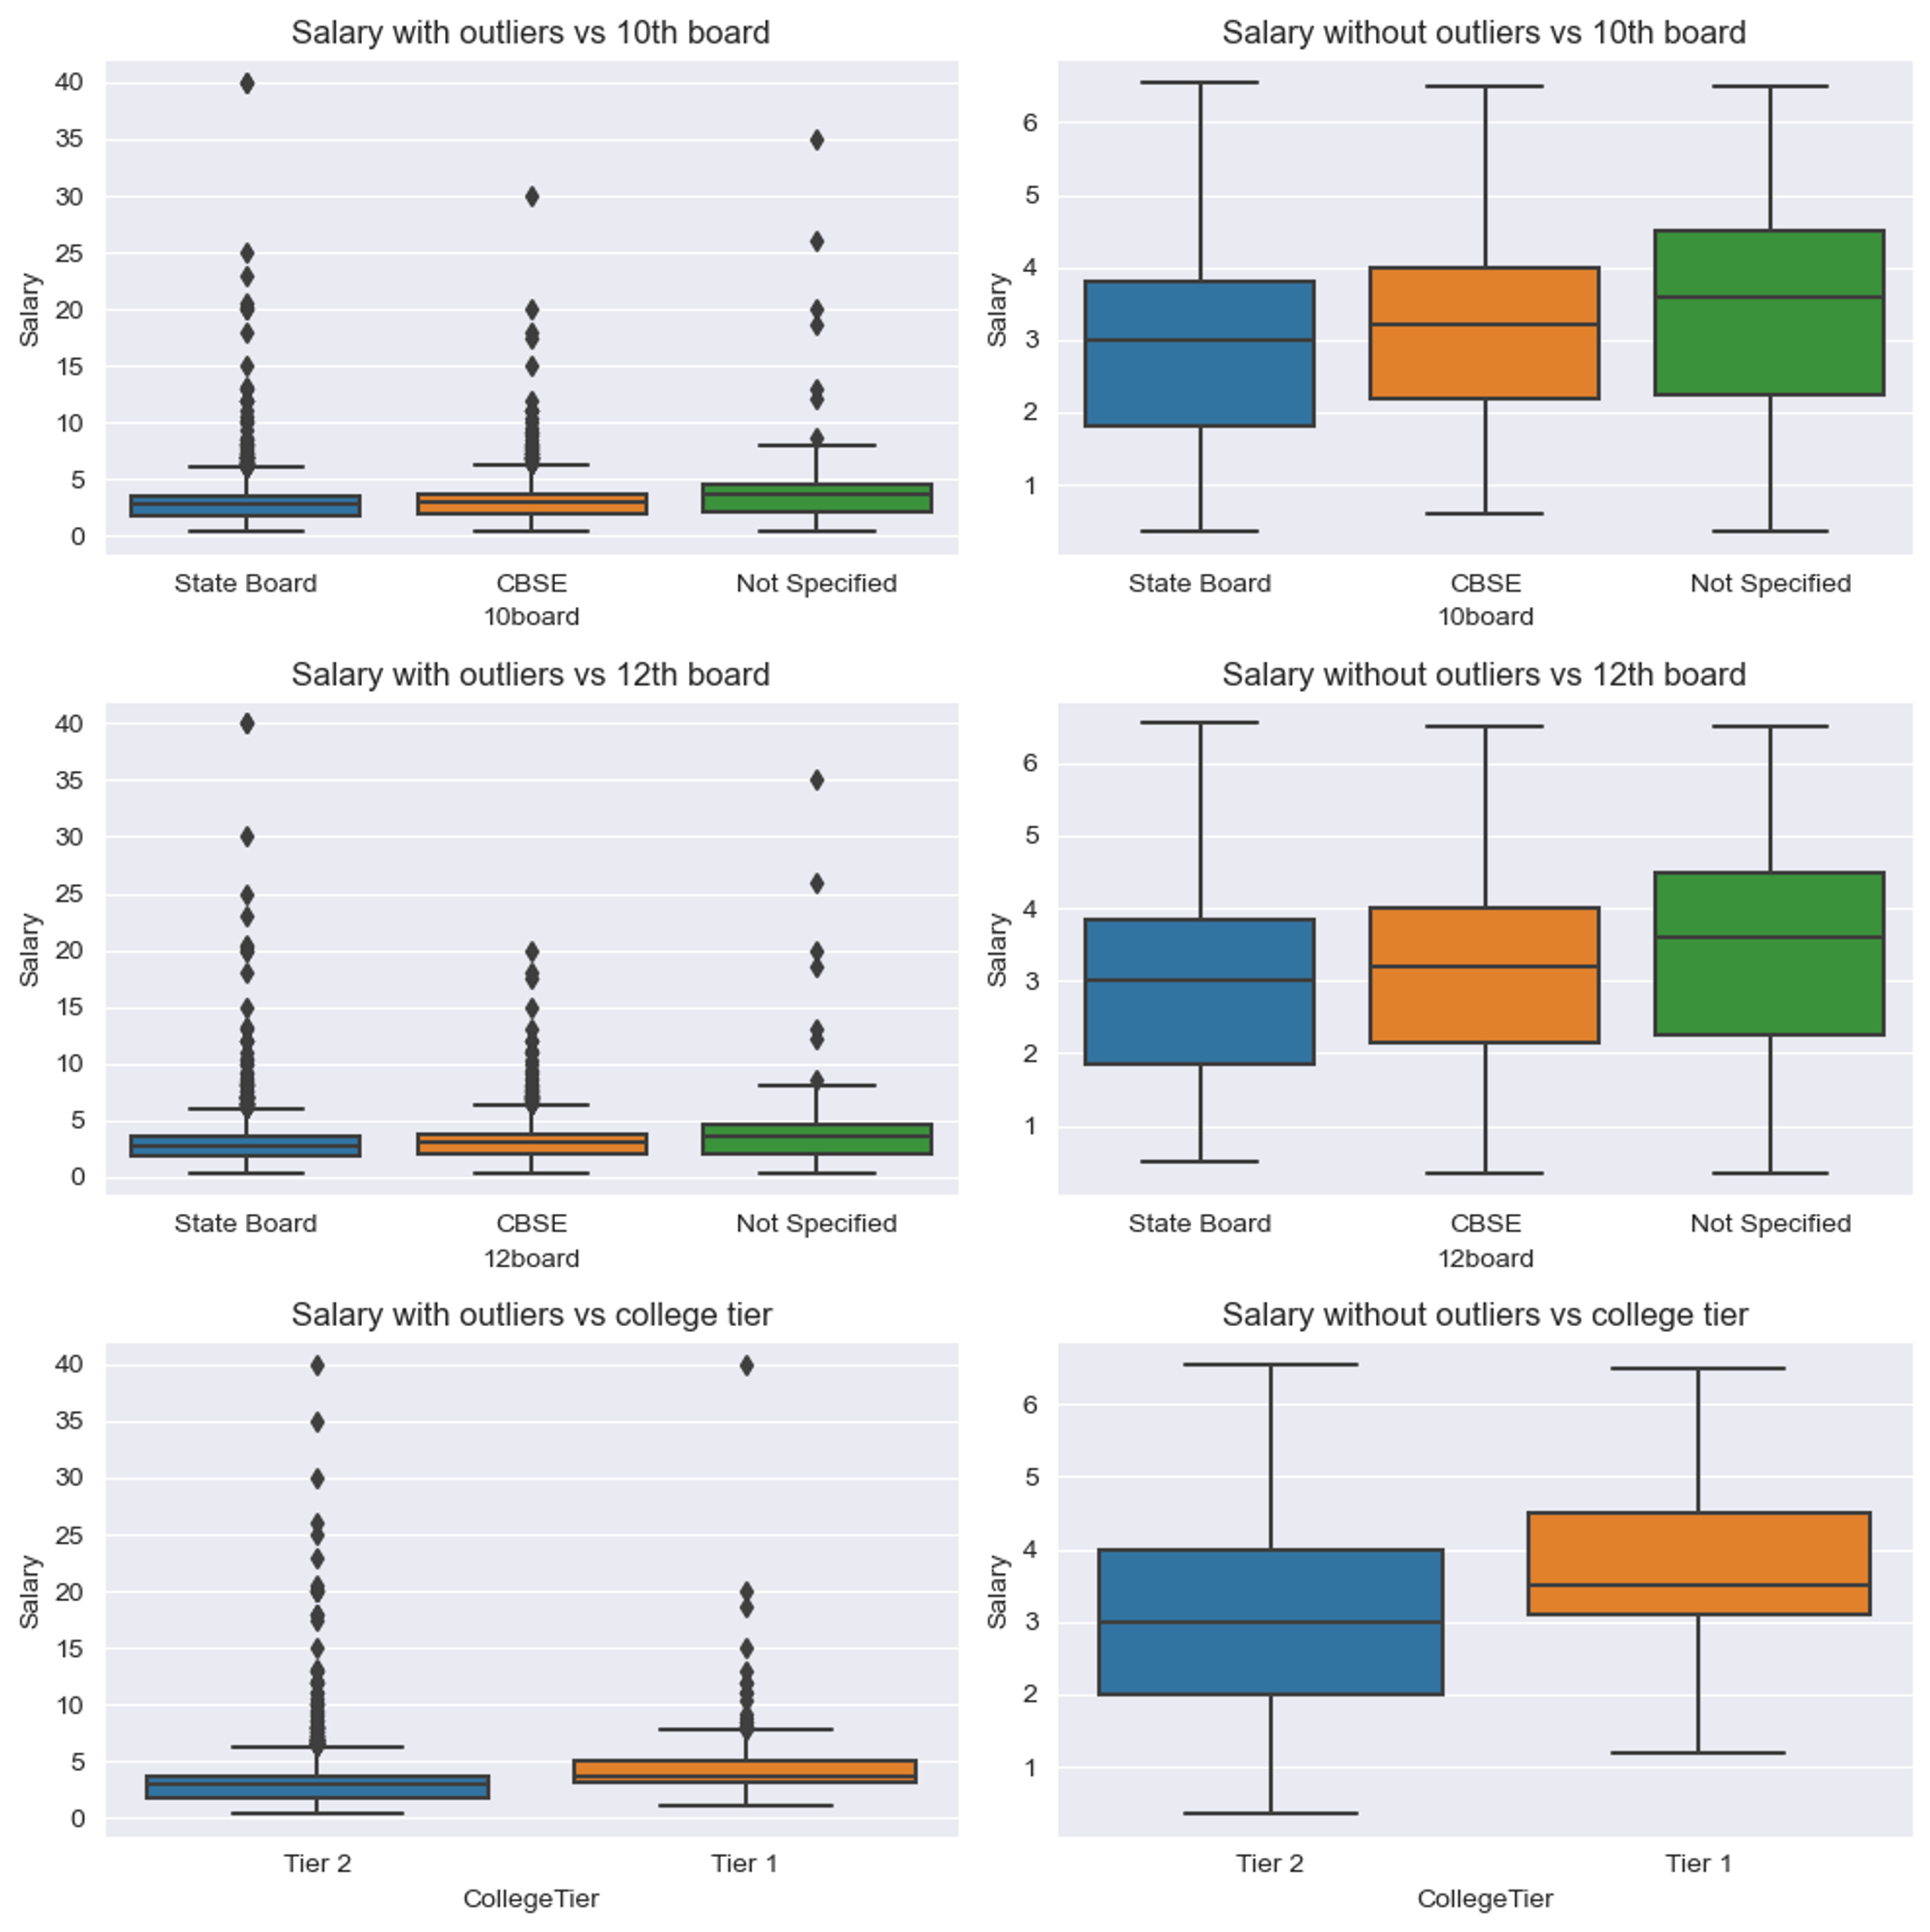 Salary with outliers vs 10th board
40
35
30
25
20
15
10
5
0
Salary
State Board CBSE Not Specified
10board
Salary without outliers vs 10th board
6
5
4
3
2
1
Salary
State Board CBSE Not Specified
10board
Salary with outliers vs 12th board
40
35
30
25
20
15
10
5
0
Salary
State Board CBSE Not Specified
12board
Salary without outliers vs 12th board
6
5
4
3
2
1
Salary
State Board CBSE Not Specified
12board
Salary with outliers vs college tier
40
35
30
25
20
15
10
5
0
Salary
Tier 2 Tier 1
CollegeTier
Salary without outliers vs college tier
6
5
4
3
2
1
Salary
Tier 2 Tier 1
CollegeTier